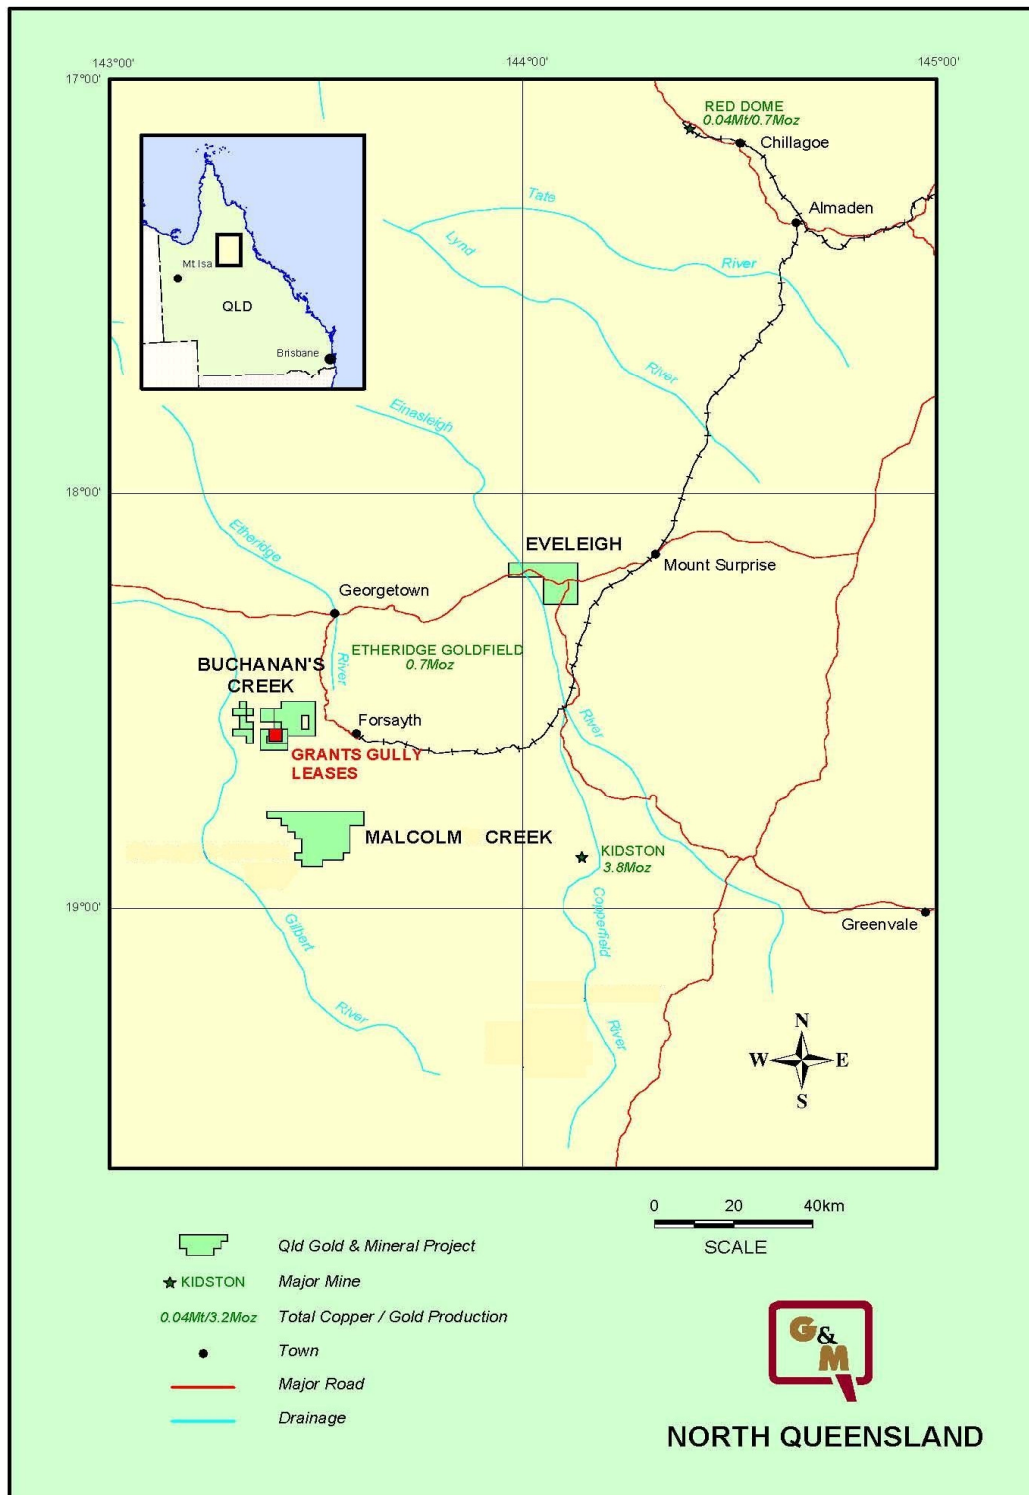 143°00'
144°00'
145°00'
17°00'
RED DOME
0.04Mt/0.7Moz
Chillagoe
Tate
River
Almaden
Lynd
River
Mt Isa
QLD
Brisbane
Einasleigh
18°00'
Etheridge
EVELEIGH
Mount Surprise
Georgetown
ETHERIDGE GOLDFIELD
0.7Moz
River
BUCHANAN'S
CREEK
Forsayth
River
GRANTS GULLY
LEASES
MALCOLM CREEK
KIDSTON
3.8Moz
19°00'
Copperfield
Greenvale
Gilbert
River
River
N
W
E
S
0 20 40km
SCALE
Qld Gold & Mineral Project
KIDSTON
Major Mine
0.04Mt/3.2Moz
Total Copper / Gold Production
Town
Major Road
Drainage
G&M
NORTH QUEENSLAND